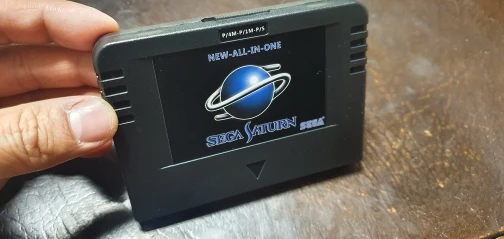 P/4M-P/1M-P/S
NEW-ALL-IN-ONE
SEGA SATURN
SEGA